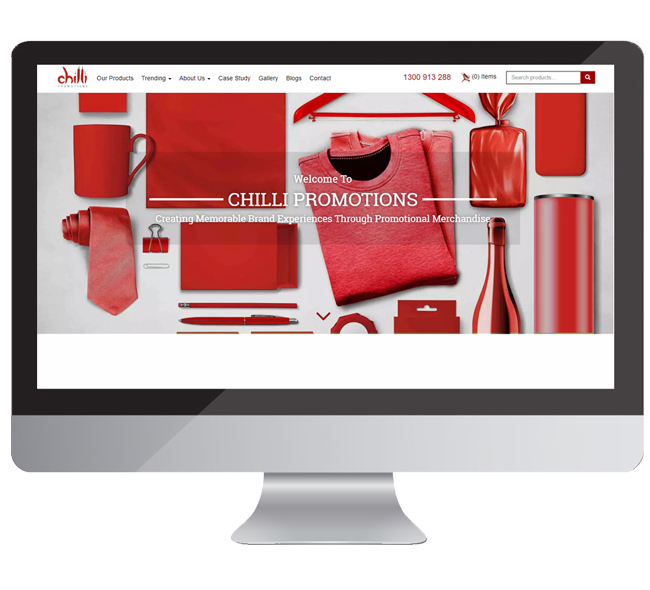 chilli
PROMOTIONS
Our Products Trending About Us Case Study Gallery Blogs Contact
1300 913 288 (0) Items Search products...
Welcome To
CHILLI PROMOTIONS
Creating Memorable Brand Experiences Through Promotional Merchandise